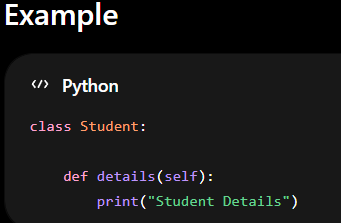 Example
Python
class Student:
def details(self):
print("Student Details")